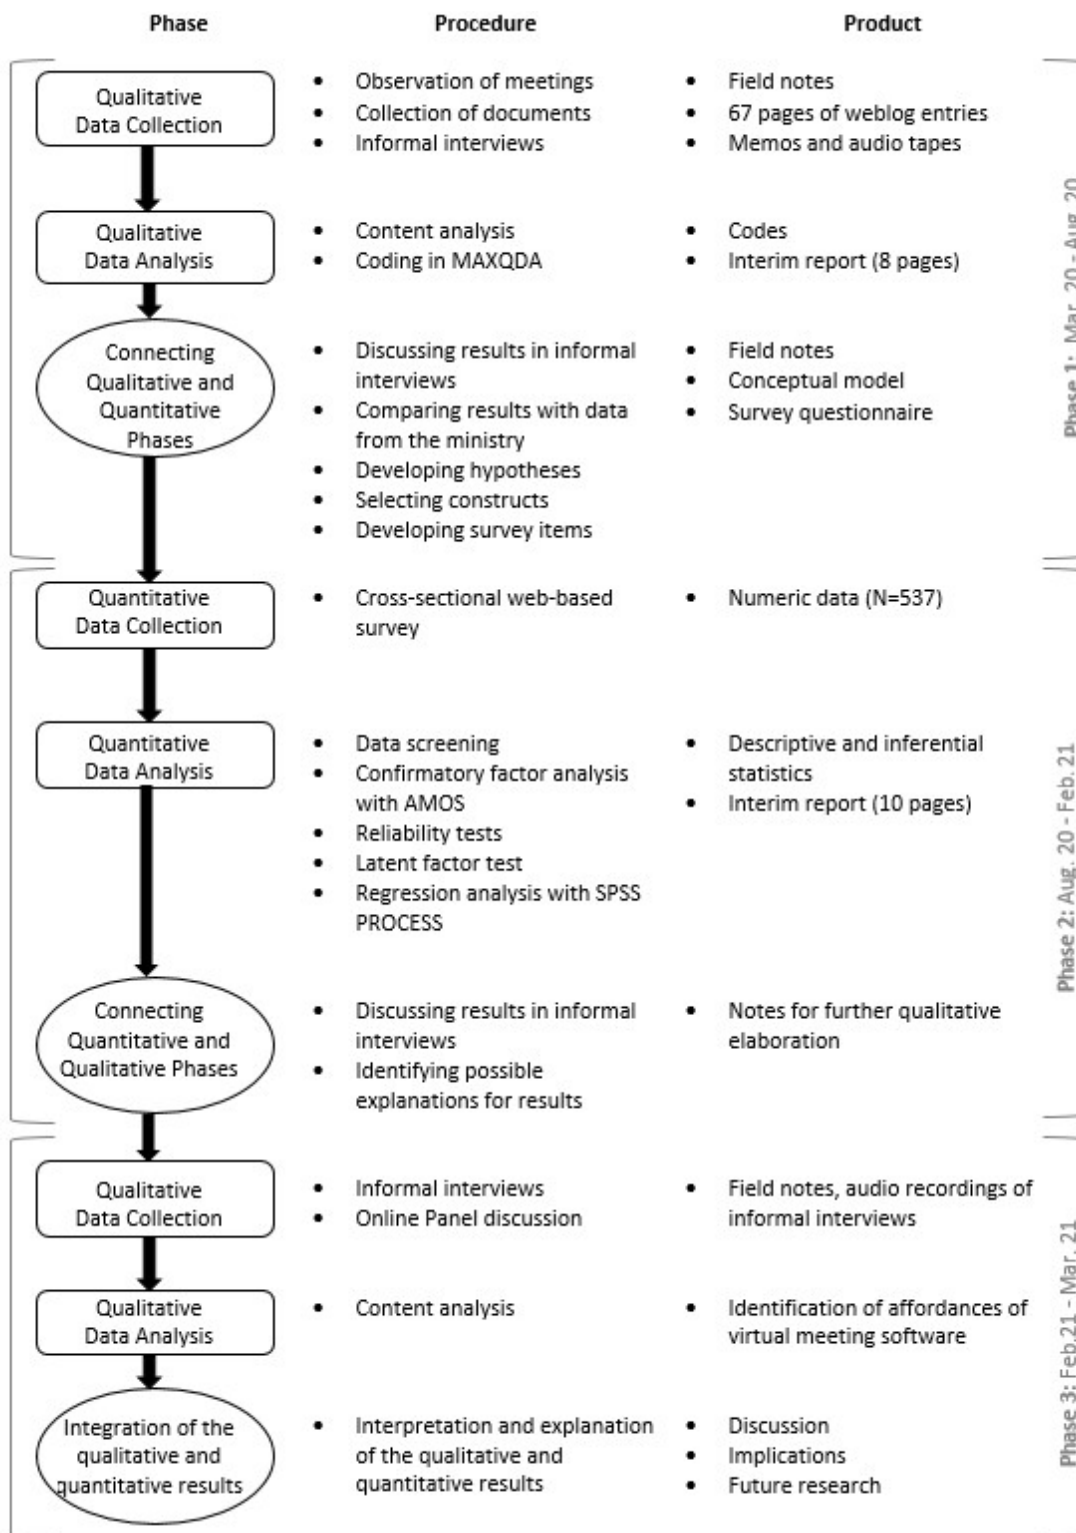 Phase Procedure Product
Qualitative
Data Collection
• Observation of meetings
• Collection of documents
• Informal interviews
• Field notes
• 67 pages of weblog entries
• Memos and audio tapes
Qualitative
Data Analysis
• Content analysis
• Coding in MAXQDA
• Codes
• Interim report (8 pages)
Connecting
Qualitative and
Quantitative
Phases
• Discussing results in informal
interviews
• Comparing results with data
from the ministry
• Developing hypotheses
• Selecting constructs
• Developing survey items
• Field notes
• Conceptual model
• Survey questionnaire
Phase 1: Mar. 20 - Aug. 20
Quantitative
Data Collection
• Cross-sectional web-based
survey
• Numeric data (N=537)
Quantitative
Data Analysis
• Data screening
• Confirmatory factor analysis
with AMOS
• Reliability tests
• Latent factor test
• Regression analysis with SPSS
PROCESS
• Descriptive and inferential
statistics
• Interim report (10 pages)
Connecting
Quantitative and
Qualitative Phases
• Discussing results in informal
interviews
• Identifying possible
explanations for results
• Notes for further qualitative
elaboration
Phase 2: Aug. 20 - Feb. 21
Qualitative
Data Collection
• Informal interviews
• Online Panel discussion
• Field notes, audio recordings of
informal interviews
Qualitative
Data Analysis
• Content analysis
• Identification of affordances of
virtual meeting software
Integration of the
qualitative and
quantitative results
• Interpretation and explanation
of the qualitative and
quantitative results
• Discussion
• Implications
• Future research
Phase 3: Feb.21 - Mar. 21